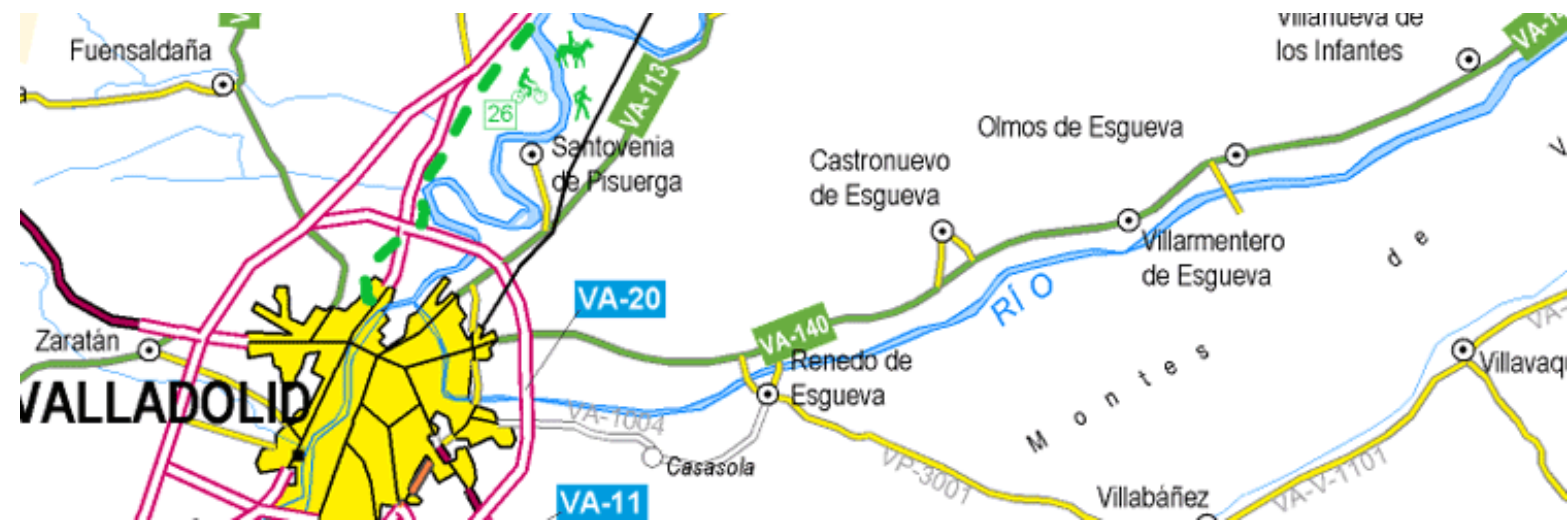 Villanueva de
los Infantes
Fuensaldaña
VA-113
26
Olmos de Esgueva
Santovenia
de Pisuerga
Castronuevo
de Esgueva
Villarmentero
de Esgueva
de
VA-20
RÍO
VA-140
Zaratán
Renedo de
Esgueva
Montes
VALLADOLID
VA-1004
Casasola
VP-3001
VA-V-1101
Villabáñez
VA-11